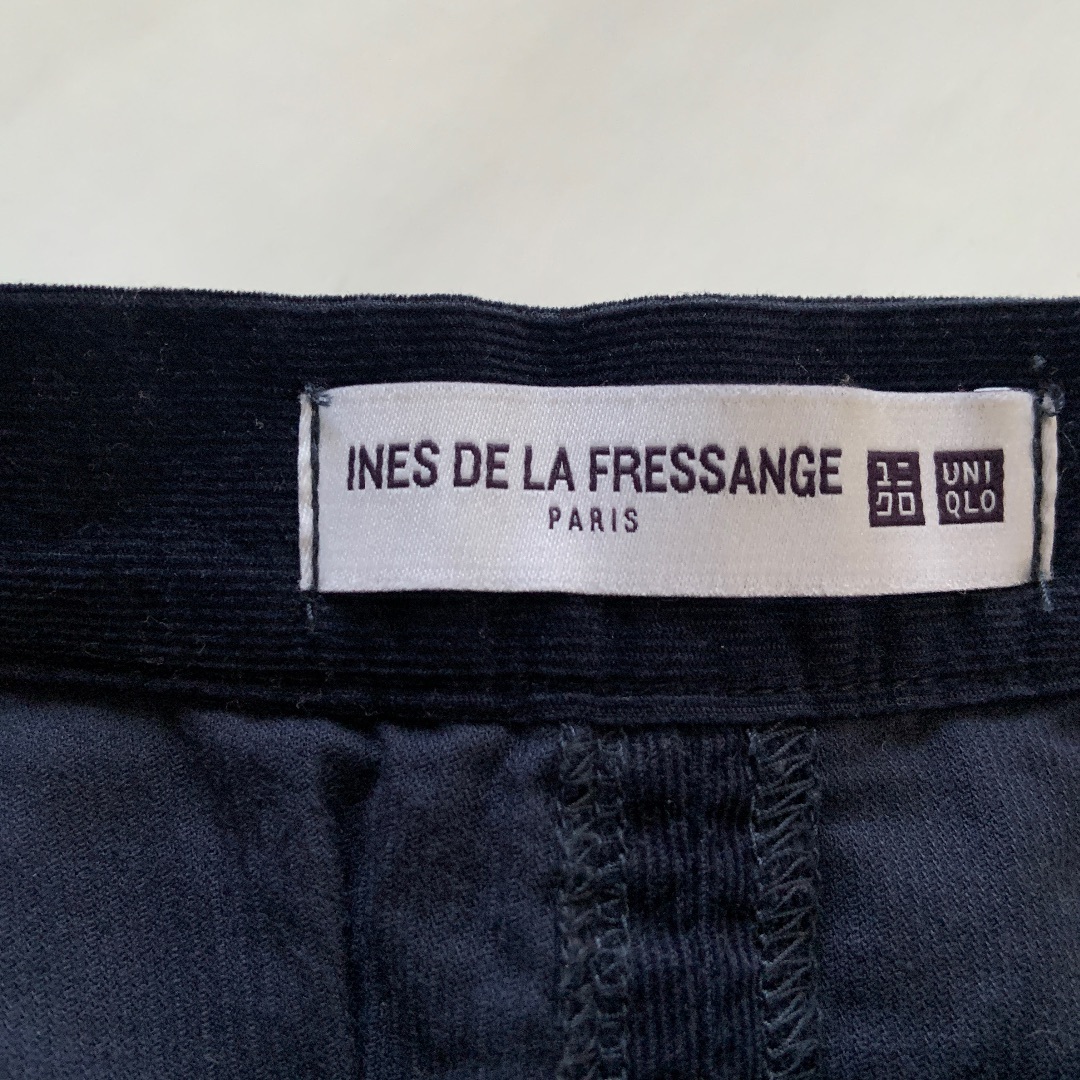 INES DE LA FRESSANGE
PARIS
ユニ
クロ
UNI
QLO